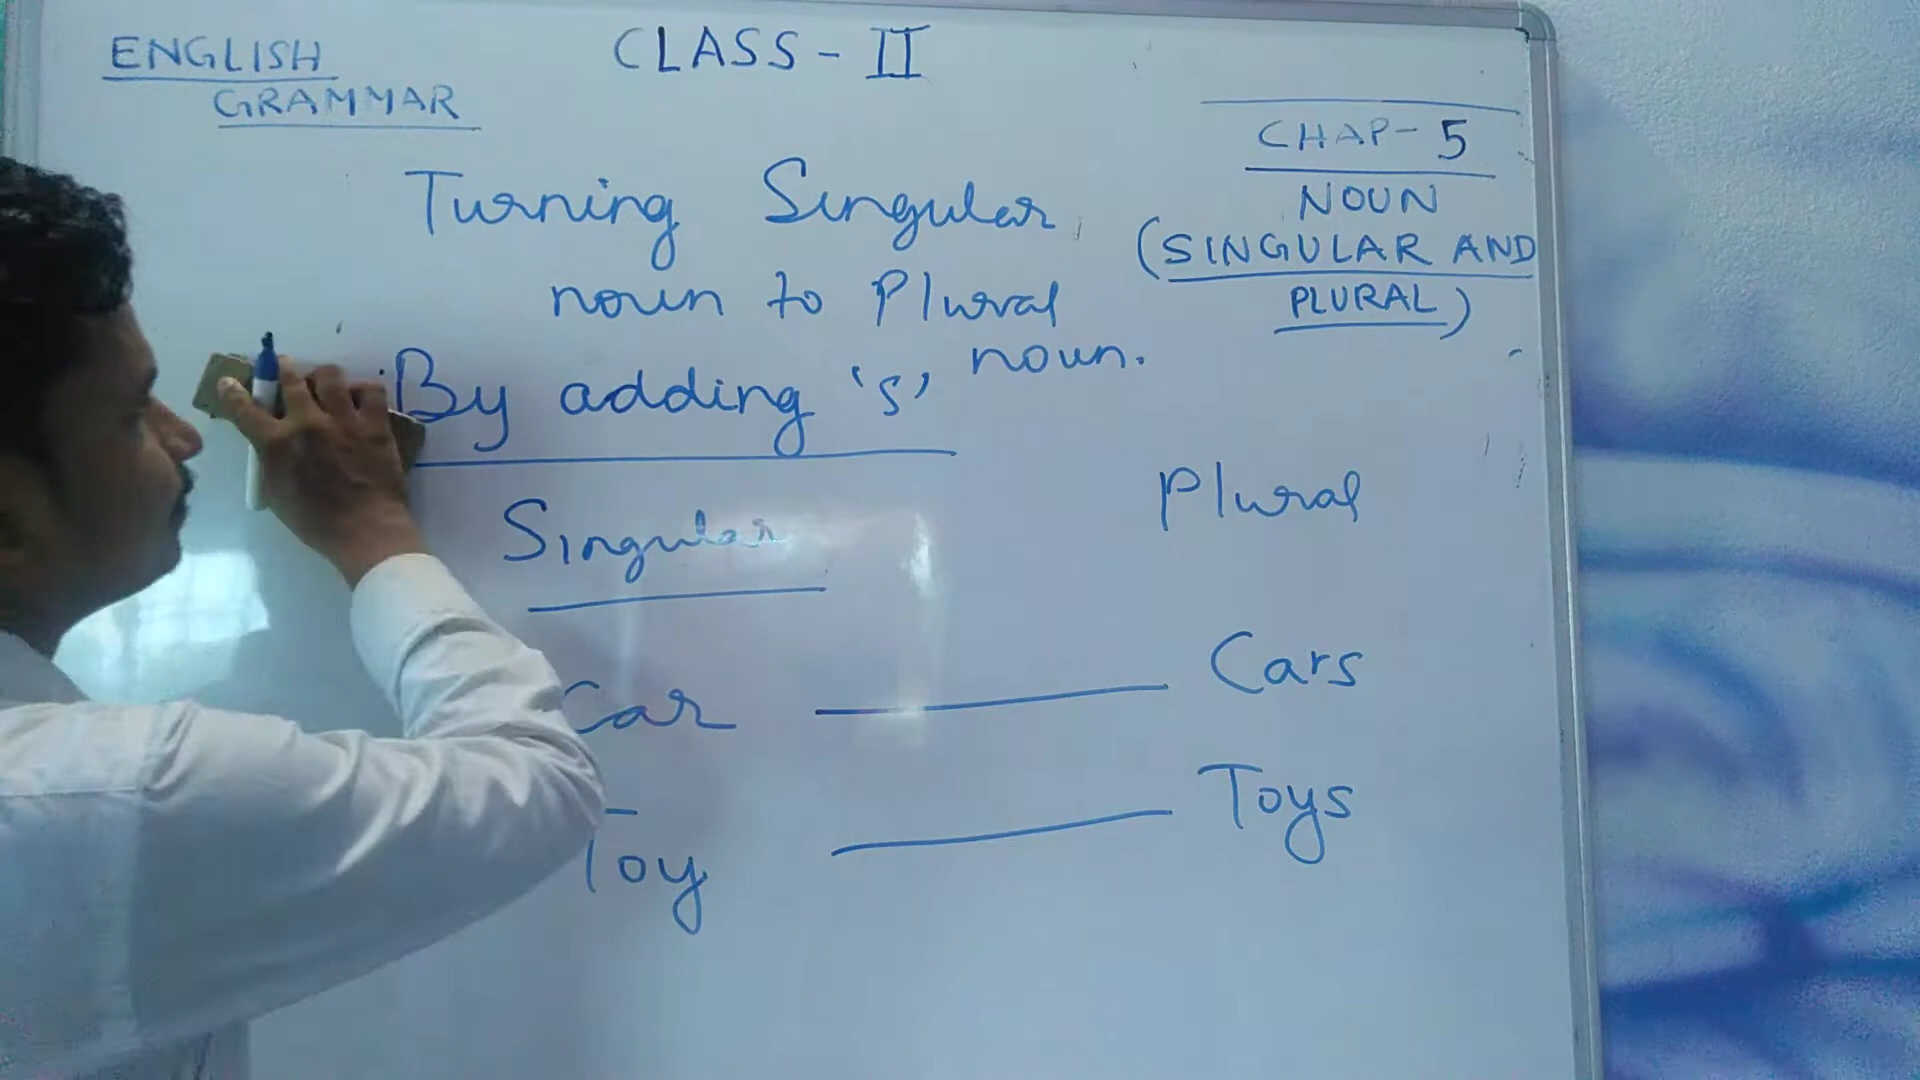 ENGLISH
GRAMMAR
CLASS - II
CHAP- 5
NOUN
(SINGULAR AND
PLURAL)
Turning Singular
noun to Plural
noun.
By adding 's'
Singular Plural
Car Cars
Toy Toys